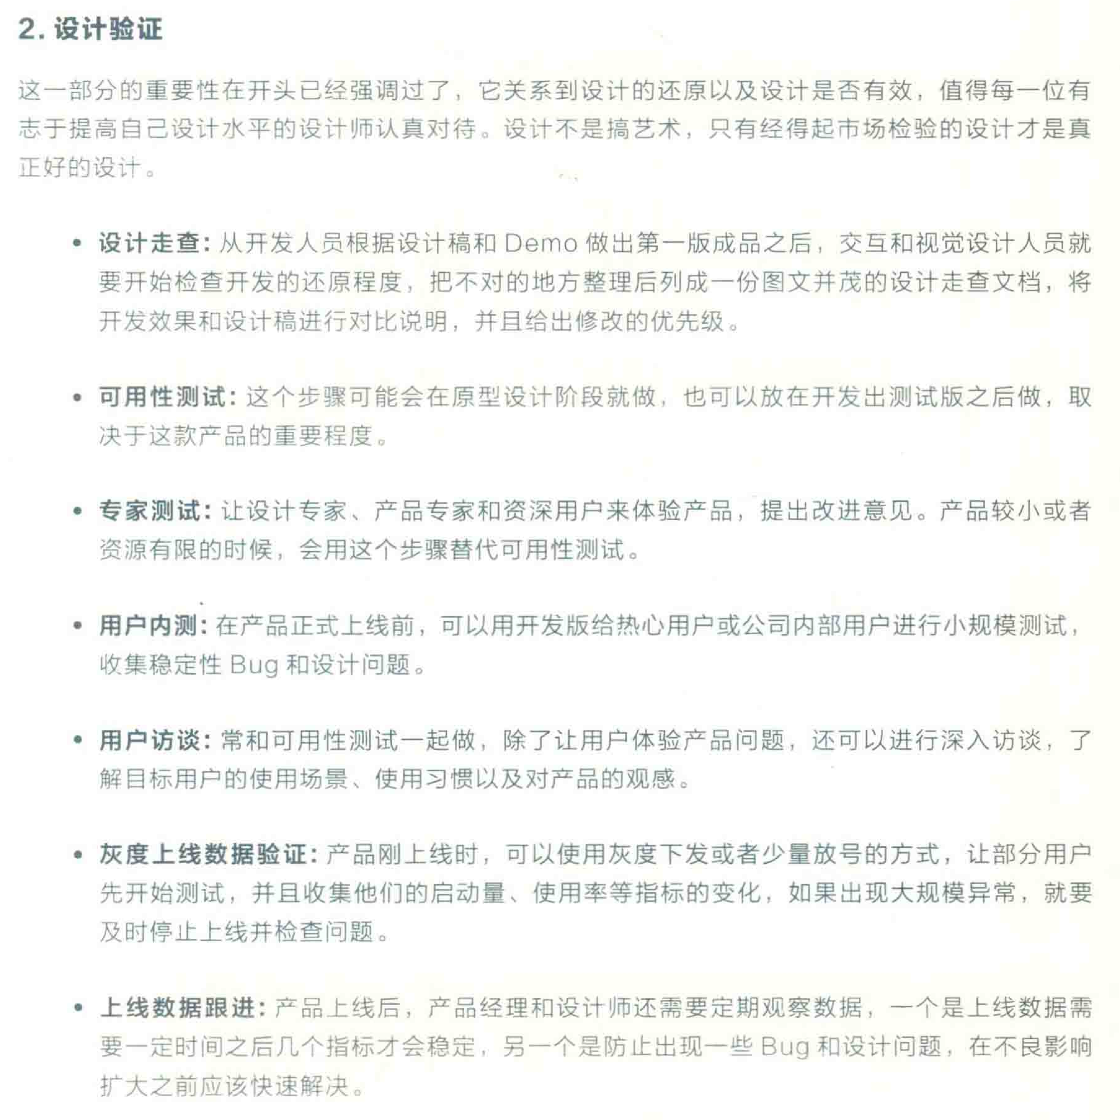 2. 设计验证
这一部分的重要性在开头已经强调过了，它关系到设计的还原以及设计是否有效，值得每一位有
志于提高自己设计水平的设计师认真对待。设计不是搞艺术，只有经得起市场检验的设计才是真
正好的设计。
• 设计走查：从开发人员根据设计稿和 Demo 做出第一版成品之后，交互和视觉设计人员就
要开始检查开发的还原程度，把不对的地方整理后列成一份图文并茂的设计走查文档，将
开发效果和设计稿进行对比说明，并且给出修改的优先级。
• 可用性测试：这个步骤可能会在原型设计阶段就做，也可以放在开发出测试版之后做，取
决于这款产品的重要程度。
• 专家测试：让设计专家、产品专家和资深用户来体验产品，提出改进意见。产品较小或者
资源有限的时候，会用这个步骤替代可用性测试。
• 用户内测：在产品正式上线前，可以用开发版给热心用户或公司内部用户进行小规模测试，
收集稳定性 Bug 和设计问题。
• 用户访谈：常和可用性测试一起做，除了让用户体验产品问题，还可以进行深入访谈，了
解目标用户的使用场景、使用习惯以及对产品的观感。
• 灰度上线数据验证：产品刚上线时，可以使用灰度下发或者少量放号的方式，让部分用户
先开始测试，并且收集他们的启动量、使用率等指标的变化，如果出现大规模异常，就要
及时停止上线并检查问题。
• 上线数据跟进：产品上线后，产品经理和设计师还需要定期观察数据，一个是上线数据需
要一定时间之后几个指标才会稳定，另一个是防止出现一些 Bug 和设计问题，在不良影响
扩大之前应该快速解决。